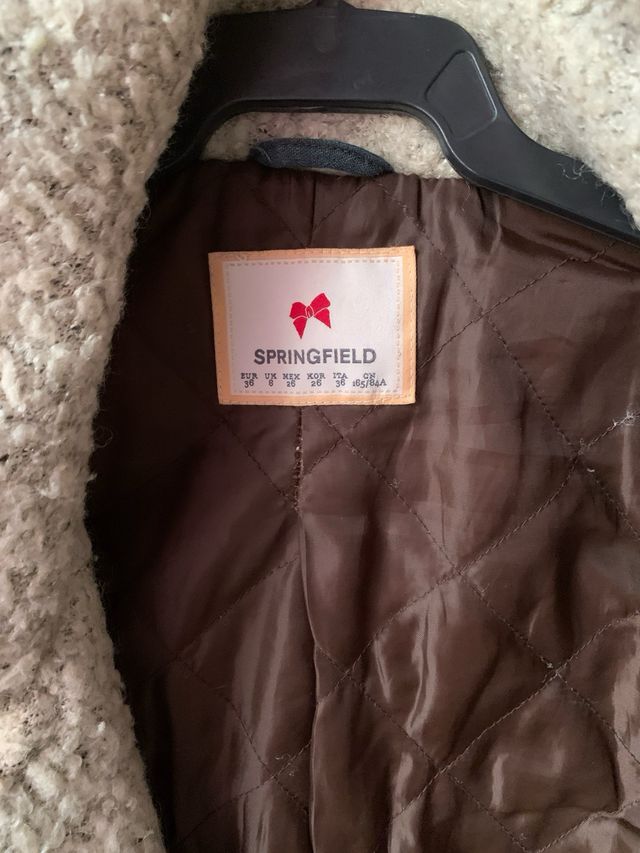 SPRINGFIELD
EUR UK MEX KOR ITA CN
36 8 26 26 36 165/84A